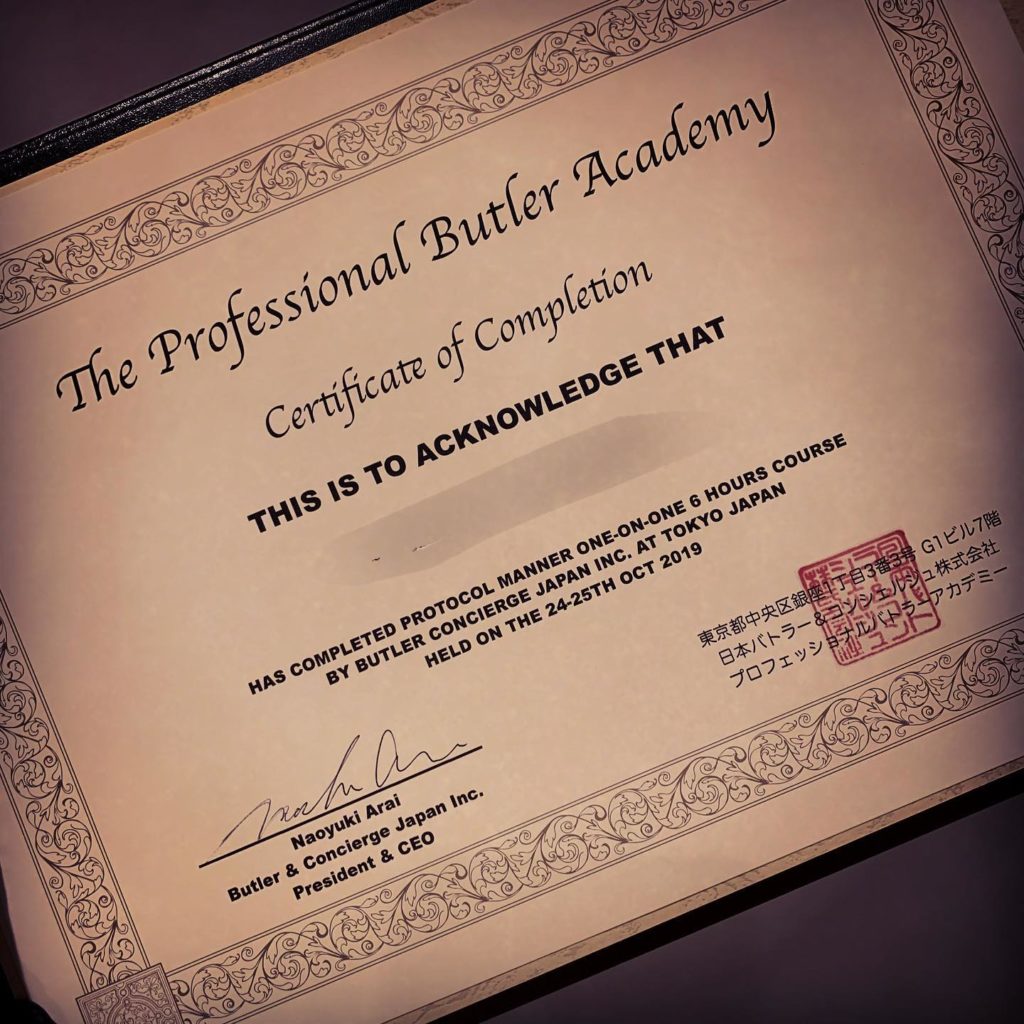 The Professional Butler Academy
Certificate of Completion
THIS IS TO ACKNOWLEDGE THAT
HAS COMPLETED PROTOCOL MANNER ONE-ON-ONE 6 HOURS COURSE
BY BUTLER CONCIERGE JAPAN INC. AT TOKYO JAPAN
HELD ON THE 24-25TH OCT 2019
東京都中央区銀座1丁目3番3号 G1ビル7階
日本バトラー&コンシェルジュ株式会社
プロフェッショナルバトラーアカデミー
Naoyuki Arai
Butler & Concierge Japan Inc.
President & CEO